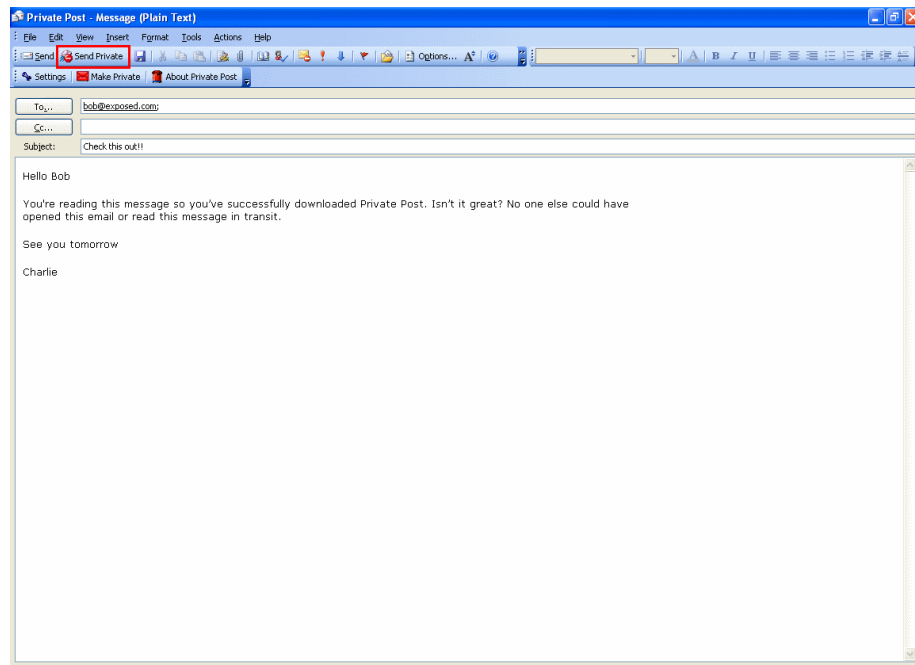 Private Post - Message (Plain Text)
File Edit View Insert Format Tools Actions Help
Send Send Private Options...
Settings Make Private About Private Post
To... bob@exposed.com;
Cc...
Subject: Check this out!!
Hello Bob
You're reading this message so you've successfully downloaded Private Post. Isn't it great? No one else could have
opened this email or read this message in transit.
See you tomorrow
Charlie